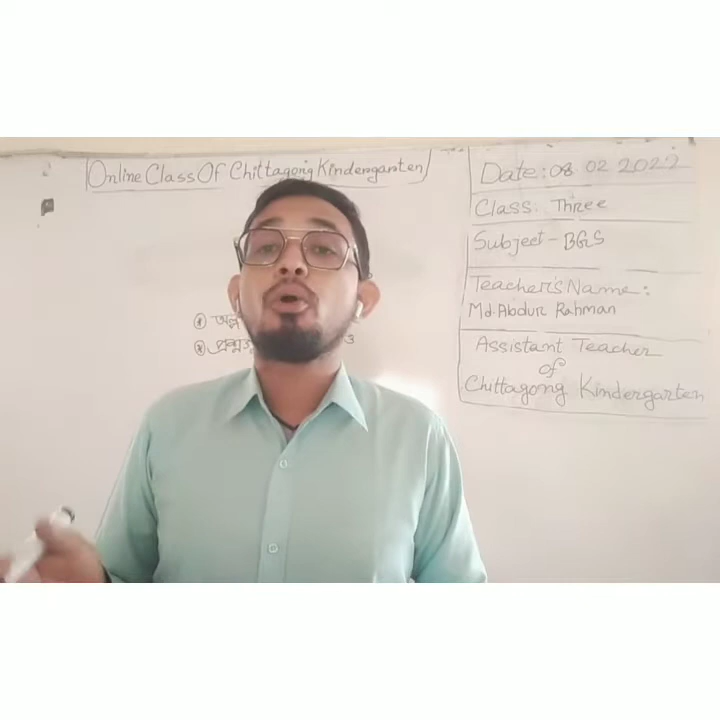 Online Class Of Chittagong Kindengarten
Date: 08 02 2022
Class: Three
Subject - BGS
Teacher's Name:
Md. Abdur Rahman
Assistant Teacher
of
Chittagong Kindergarten